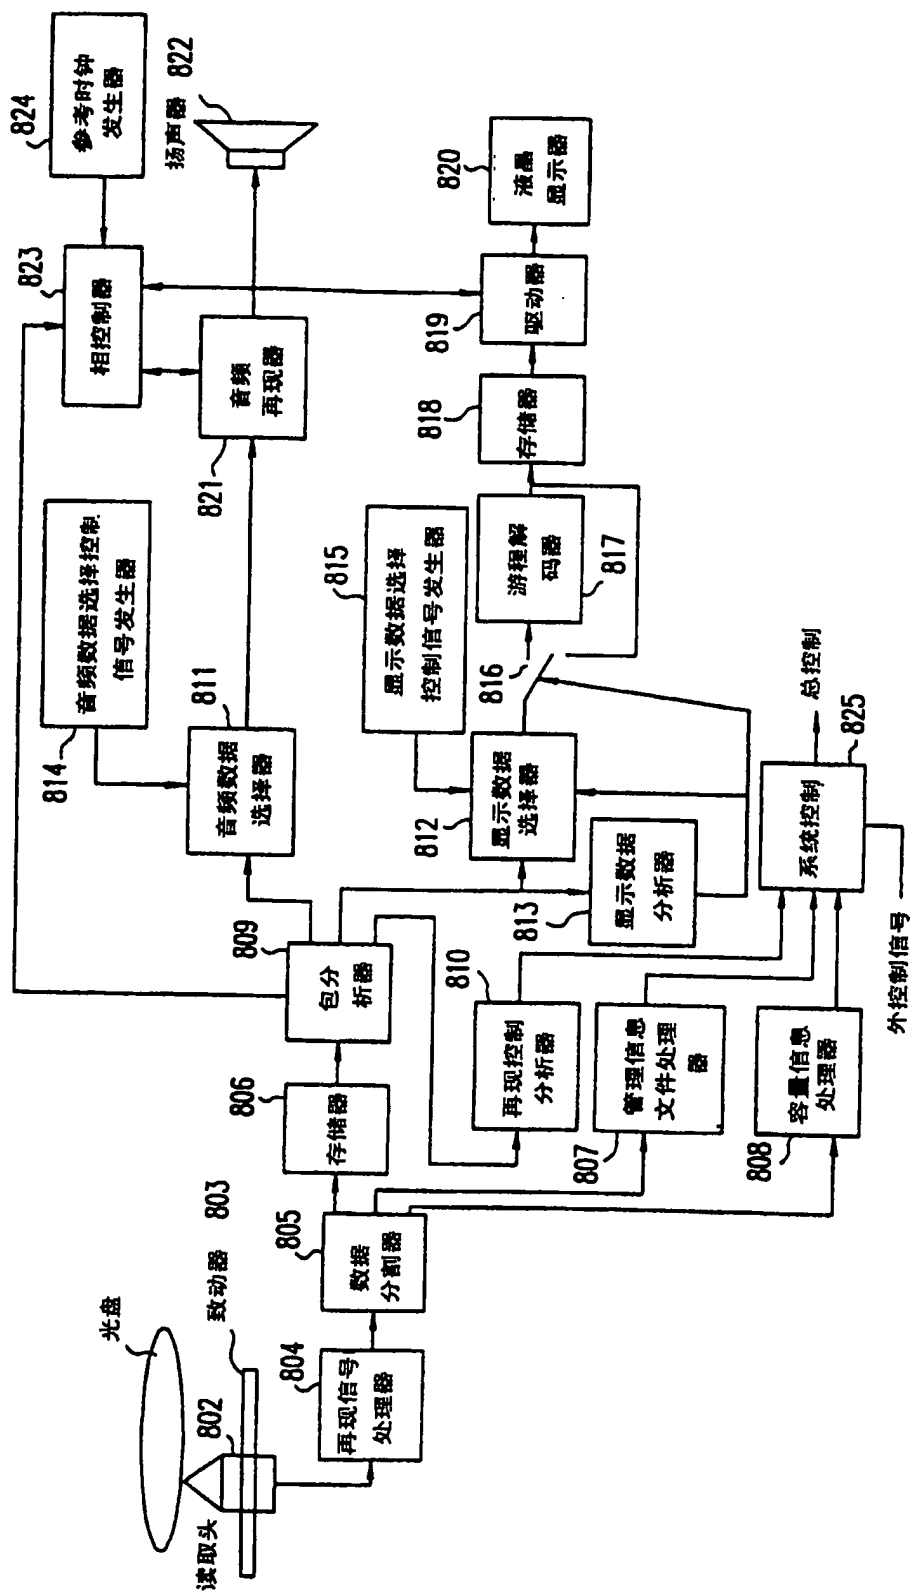 光盘
读取头
802
致动器
803
再现信号
处理器
804
数据
分割器
805
存储器
806
管理信息
文件处理
器
807
容量信息
处理器
808
包分
析器
809
再现控制
分析器
810
音频数据
选择器
811
显示数据
选择器
812
显示数据
分析器
813
音频数据选择控制
信号发生器
814
显示数据选择
控制信号发生器
815
816
游程解
码器
817
存储器
818
驱动器
819
液晶
显示器
820
音频
再现器
821
扬声器
822
相控制器
823
参考时钟
发生器
824
系统控制
825
总控制
外控制信号